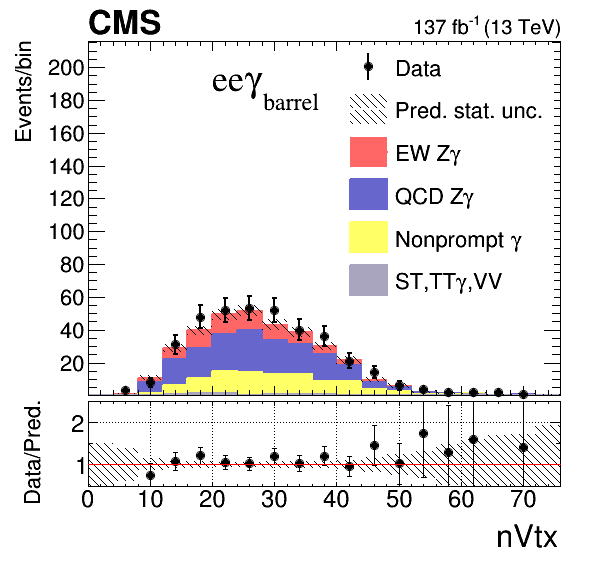 CMS 137 fb⁻¹ (13 TeV)
Events/bin
200
180
160
140
120
100
80
60
40
20
eeγ barrel
Data
Pred. stat. unc.
EW Zγ
QCD Zγ
Nonprompt γ
ST,TTγ,VV
Data/Pred.
2
1
0 10 20 30 40 50 60 70
nVtx